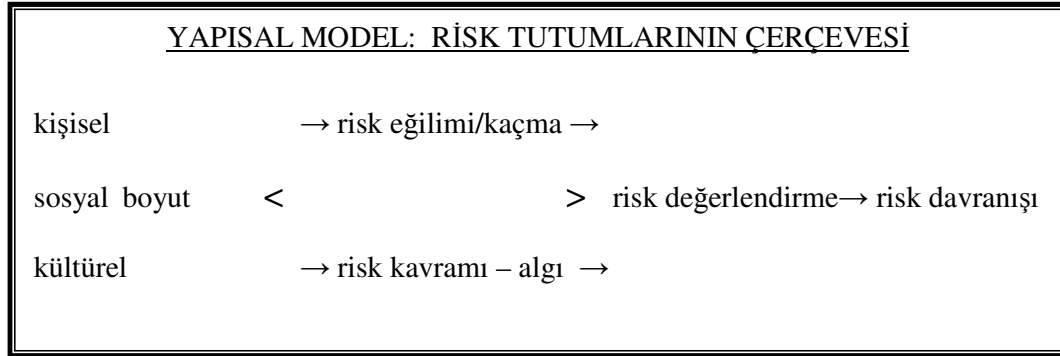 YAPISAL MODEL: RİSK TUTUMLARININ ÇERÇEVESİ
kişisel → risk eğilimi/kaçma →
sosyal boyut < > risk değerlendirme→ risk davranışı
kültürel → risk kavramı – algı →